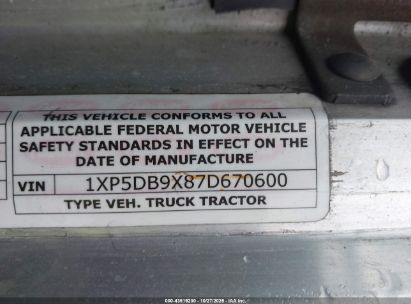 THIS VEHICLE CONFORMS TO ALL
APPLICABLE FEDERAL MOTOR VEHICLE
SAFETY STANDARDS IN EFFECT ON THE
DATE OF MANUFACTURE
VIN 1XP5DB9X87D670600
TYPE VEH. TRUCK TRACTOR